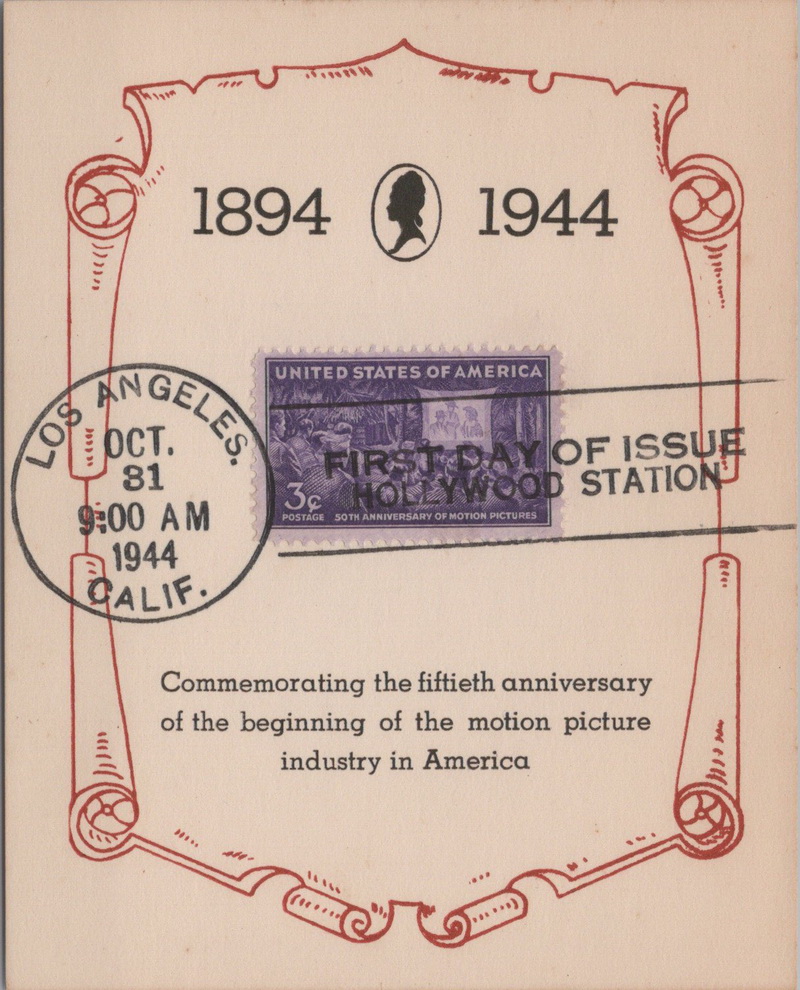 1894 1944
UNITED STATES OF AMERICA
3¢
POSTAGE 50TH ANNIVERSARY OF MOTION PICTURES
LOS ANGELES.
OCT.
31
9:00 AM
1944
CALIF.
FIRST DAY OF ISSUE
HOLLYWOOD STATION
Commemorating the fiftieth anniversary
of the beginning of the motion picture
industry in America